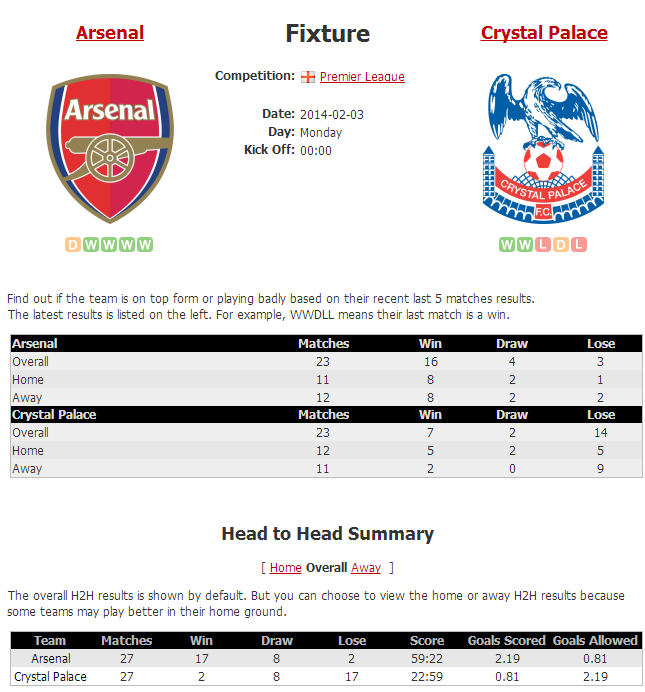 Arsenal
Fixture
Crystal Palace
Competition: Premier League
Date: 2014-02-03
Day: Monday
Kick Off: 00:00
Arsenal
CRYSTAL PALACE
F.C.
D W W W W
W W L D L
Find out if the team is on top form or playing badly based on their recent last 5 matches results.
The latest results is listed on the left. For example, WWDLL means their last match is a win.
Arsenal Matches Win Draw Lose
Overall 23 16 4 3
Home 11 8 2 1
Away 12 8 2 2
Crystal Palace Matches Win Draw Lose
Overall 23 7 2 14
Home 12 5 2 5
Away 11 2 0 9
Head to Head Summary
[ Home Overall Away ]
The overall H2H results is shown by default. But you can choose to view the home or away H2H results because
some teams may play better in their home ground.
Team Matches Win Draw Lose Score Goals Scored Goals Allowed
Arsenal 27 17 8 2 59:22 2.19 0.81
Crystal Palace 27 2 8 17 22:59 0.81 2.19